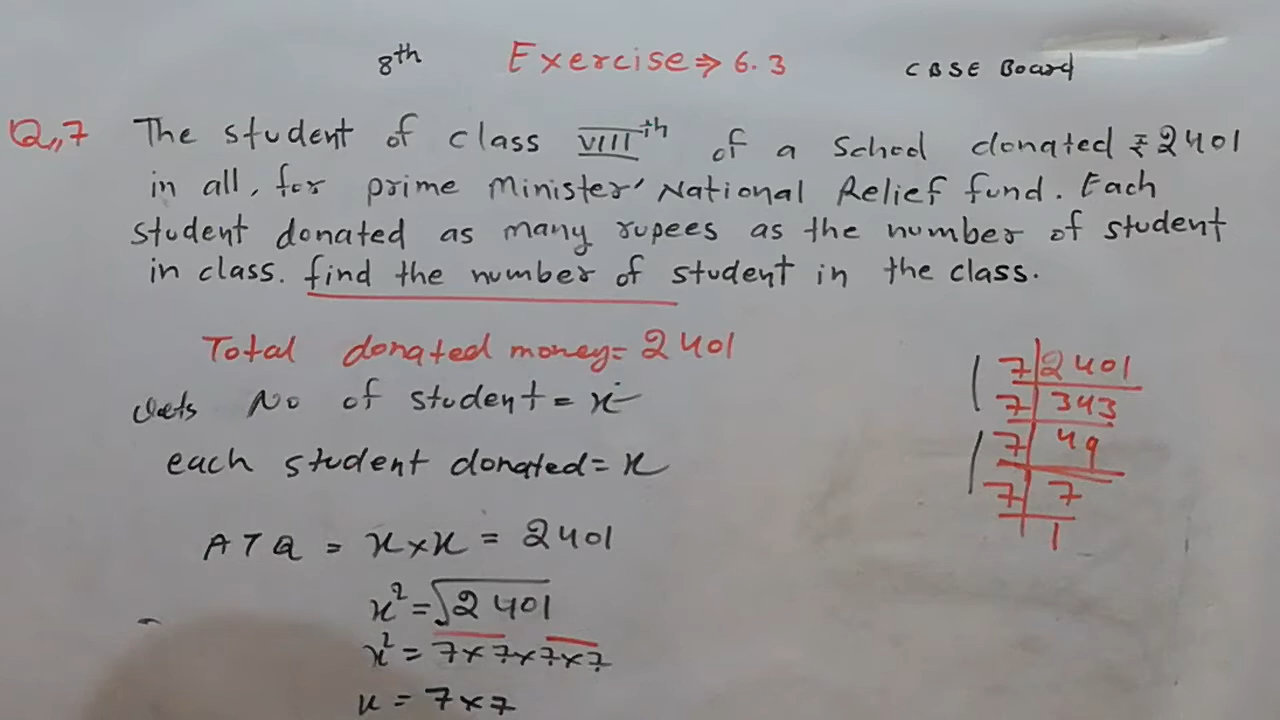 8th Exercise ⇒ 6.3 CBSE Board
Q,7 The student of class VIIIth of a School donated ₹2401
in all, for prime Minister' National Relief fund. Each
student donated as many rupees as the number of student
in class. find the number of student in the class.
Total donated money = 2401
Lets No of student = x
each student donated = x
ATQ = x×x = 2401
x² = √2401
x² = 7×7×7×7
x = 7×7
7|2401
7|343
7|49
7|7
1